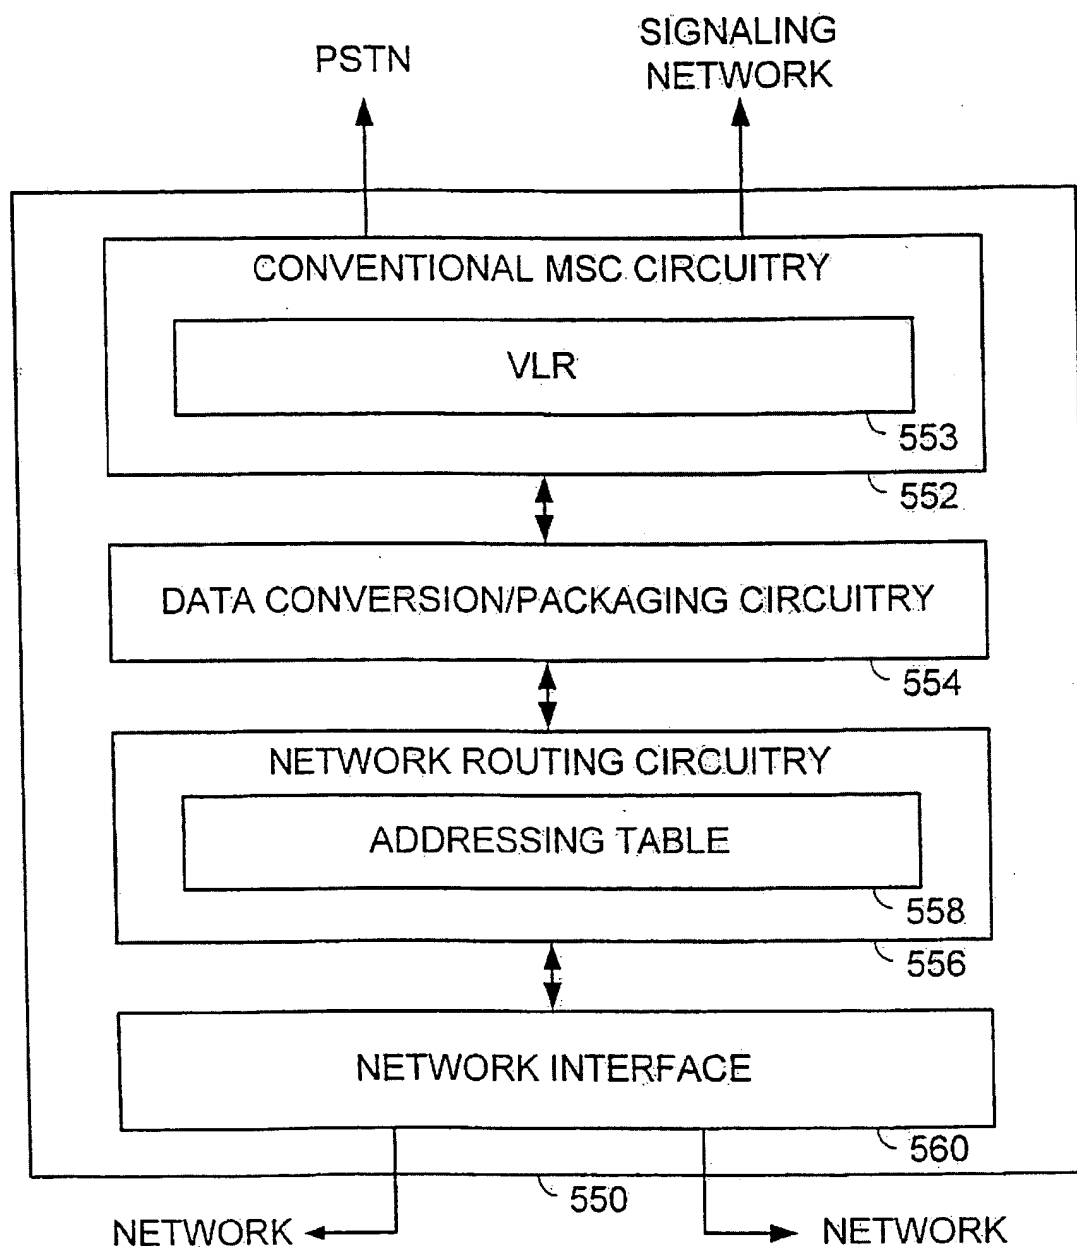 PSTN
SIGNALING
NETWORK
CONVENTIONAL MSC CIRCUITRY
VLR
553
552
DATA CONVERSION/PACKAGING CIRCUITRY
554
NETWORK ROUTING CIRCUITRY
ADDRESSING TABLE
558
556
NETWORK INTERFACE
560
550
NETWORK
NETWORK